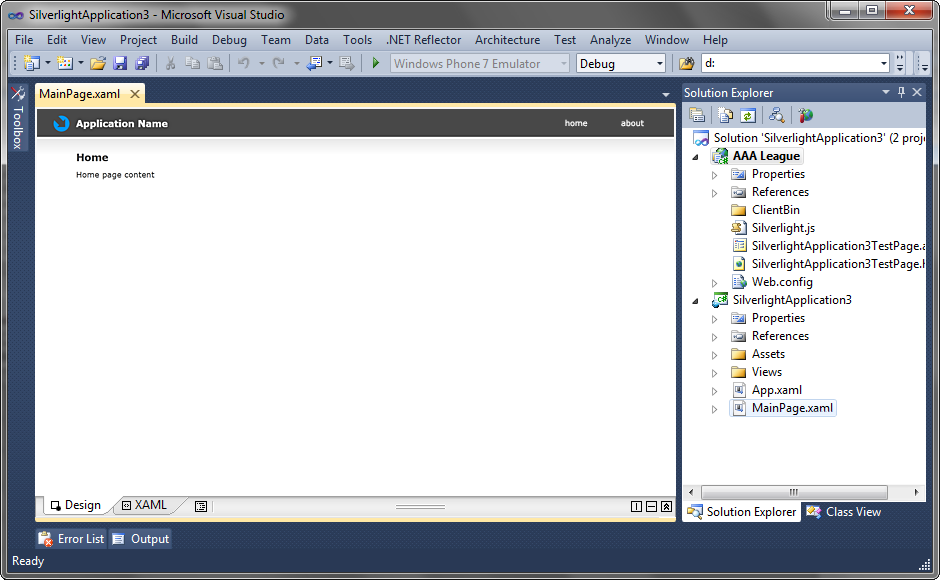 SilverlightApplication3 - Microsoft Visual Studio
File Edit View Project Build Debug Team Data Tools .NET Reflector Architecture Test Analyze Window Help
Windows Phone 7 Emulator Debug d:
Toolbox
MainPage.xaml
Application Name home about
Home
Home page content
Design XAML
Solution Explorer
Solution 'SilverlightApplication3' (2 proj
AAA League
Properties
References
ClientBin
Silverlight.js
SilverlightApplication3TestPage.a
SilverlightApplication3TestPage.h
Web.config
SilverlightApplication3
Properties
References
Assets
Views
App.xaml
MainPage.xaml
Solution Explorer Class View
Error List Output
Ready